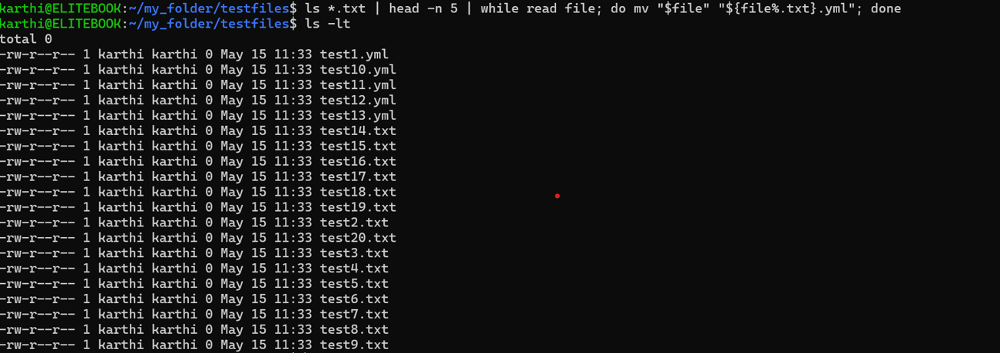 karthi@ELITEBOOK:~/my_folder/testfiles$ ls *.txt | head -n 5 | while read file; do mv "$file" "${file%.txt}.yml"; done
karthi@ELITEBOOK:~/my_folder/testfiles$ ls -lt
total 0
-rw-r--r-- 1 karthi karthi 0 May 15 11:33 test1.yml
-rw-r--r-- 1 karthi karthi 0 May 15 11:33 test10.yml
-rw-r--r-- 1 karthi karthi 0 May 15 11:33 test11.yml
-rw-r--r-- 1 karthi karthi 0 May 15 11:33 test12.yml
-rw-r--r-- 1 karthi karthi 0 May 15 11:33 test13.yml
-rw-r--r-- 1 karthi karthi 0 May 15 11:33 test14.txt
-rw-r--r-- 1 karthi karthi 0 May 15 11:33 test15.txt
-rw-r--r-- 1 karthi karthi 0 May 15 11:33 test16.txt
-rw-r--r-- 1 karthi karthi 0 May 15 11:33 test17.txt
-rw-r--r-- 1 karthi karthi 0 May 15 11:33 test18.txt
-rw-r--r-- 1 karthi karthi 0 May 15 11:33 test19.txt
-rw-r--r-- 1 karthi karthi 0 May 15 11:33 test2.txt
-rw-r--r-- 1 karthi karthi 0 May 15 11:33 test20.txt
-rw-r--r-- 1 karthi karthi 0 May 15 11:33 test3.txt
-rw-r--r-- 1 karthi karthi 0 May 15 11:33 test4.txt
-rw-r--r-- 1 karthi karthi 0 May 15 11:33 test5.txt
-rw-r--r-- 1 karthi karthi 0 May 15 11:33 test6.txt
-rw-r--r-- 1 karthi karthi 0 May 15 11:33 test7.txt
-rw-r--r-- 1 karthi karthi 0 May 15 11:33 test8.txt
-rw-r--r-- 1 karthi karthi 0 May 15 11:33 test9.txt